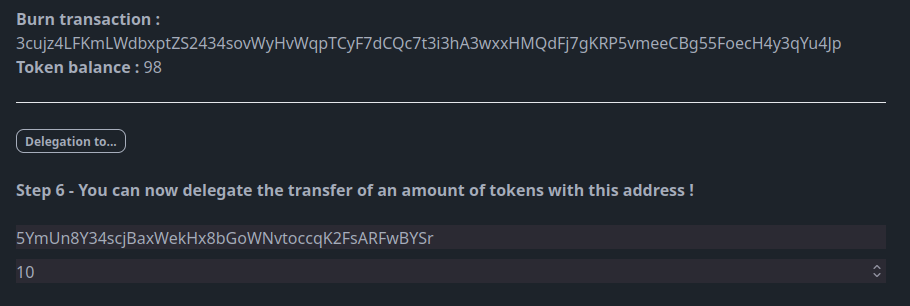 Burn transaction :
3cujz4LFKmLWdbxptZS2434sovWyHvWqpTCyF7dCQc7t3i3hA3wxxHMQdFj7gKRP5vmeeCBg55FoecH4y3qYu4Jp
Token balance : 98
Delegation to...
Step 6 - You can now delegate the transfer of an amount of tokens with this address !
5YmUn8Y34scjBaxWekHx8bGoWNvtoccqK2FsARFwBYSr
10